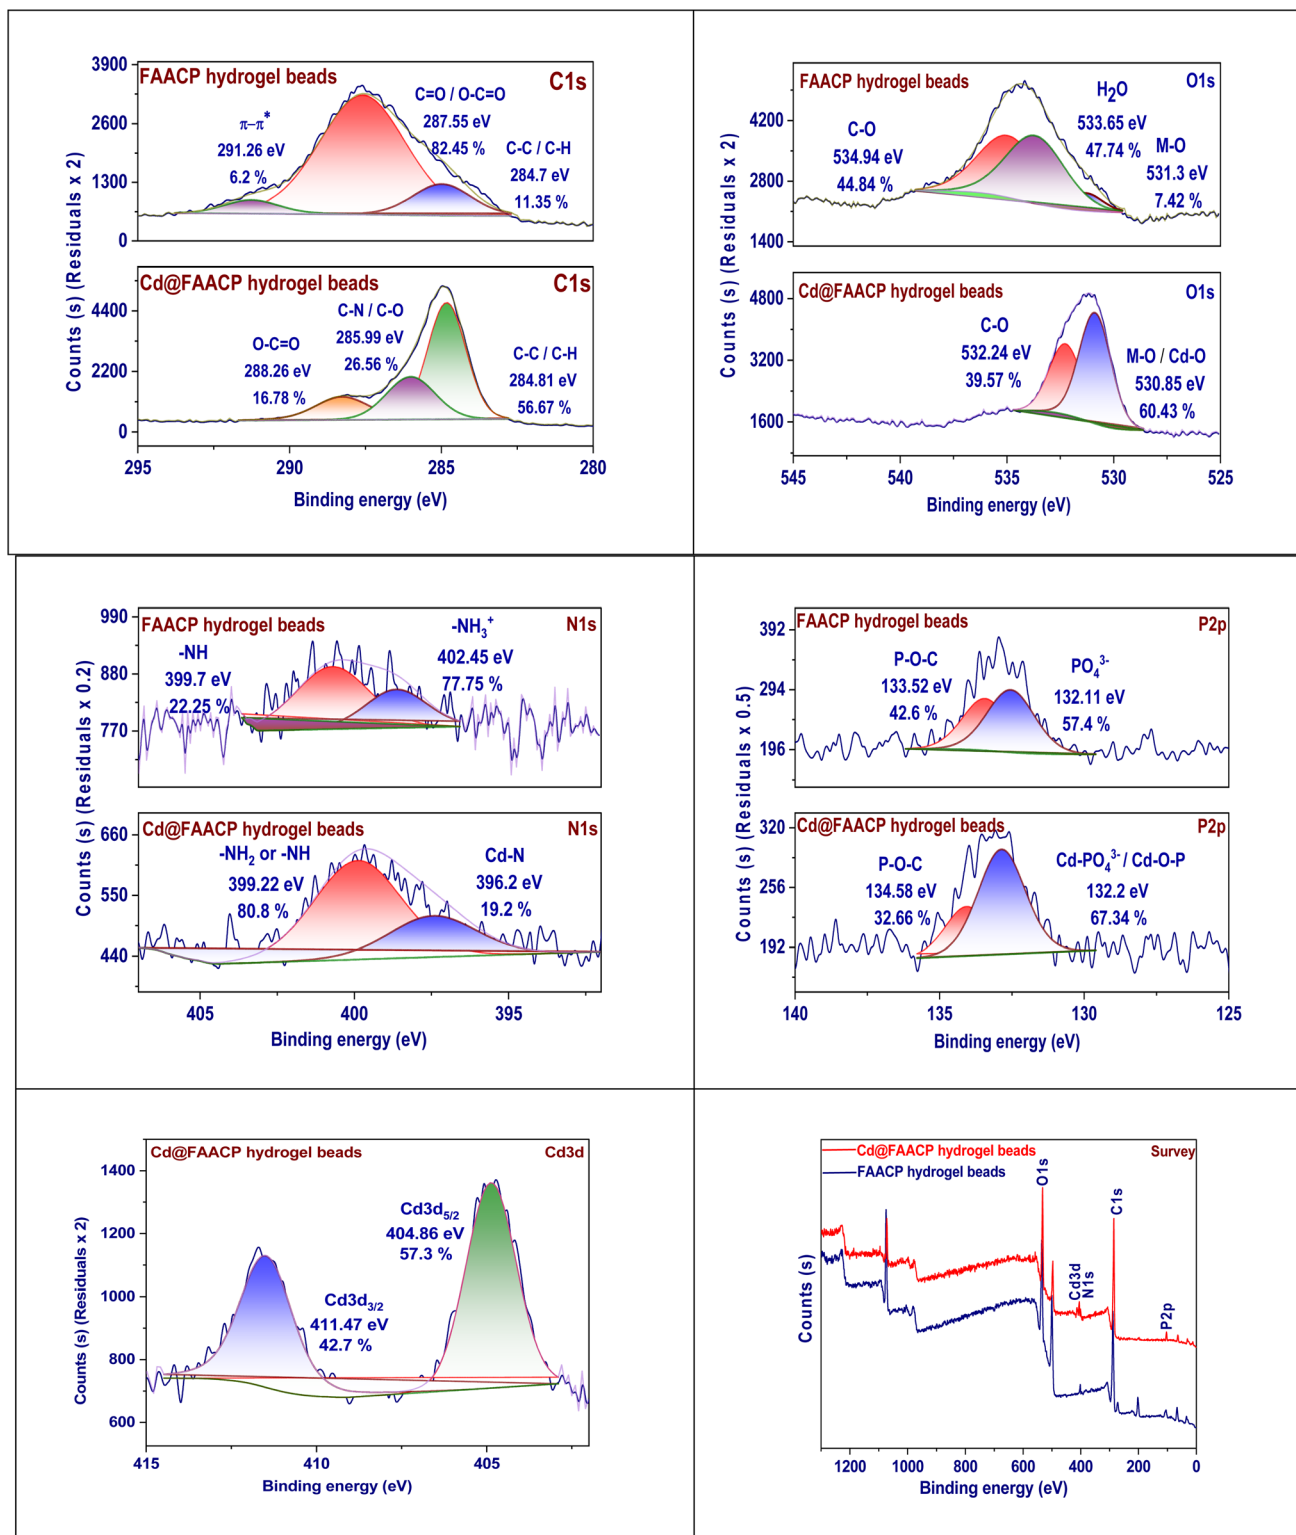 FAACP hydrogel beads
C1s
C=O / O-C=O
287.55 eV
82.45 %
π–π*
291.26 eV
6.2 %
C-C / C-H
284.7 eV
11.35 %
3900
2600
1300
0
Cd@FAACP hydrogel beads
C1s
C-N / C-O
285.99 eV
26.56 %
O-C=O
288.26 eV
16.78 %
C-C / C-H
284.81 eV
56.67 %
4400
2200
0
295 290 285 280
Binding energy (eV)
Counts (s) (Residuals x 2)
FAACP hydrogel beads
O1s
H2O
533.65 eV
47.74 %
C-O
534.94 eV
44.84 %
M-O
531.3 eV
7.42 %
4200
2800
1400
Cd@FAACP hydrogel beads
O1s
C-O
532.24 eV
39.57 %
M-O / Cd-O
530.85 eV
60.43 %
4800
3200
1600
545 540 535 530 525
Binding energy (eV)
Counts (s) (Residuals x 2)
FAACP hydrogel beads
N1s
-NH
399.7 eV
22.25 %
-NH3+
402.45 eV
77.75 %
990
880
770
Cd@FAACP hydrogel beads
N1s
-NH2 or -NH
399.22 eV
80.8 %
Cd-N
396.2 eV
19.2 %
660
550
440
405 400 395
Binding energy (eV)
Counts (s) (Residuals x 0.2)
FAACP hydrogel beads
P2p
P-O-C
133.52 eV
42.6 %
PO43-
132.11 eV
57.4 %
392
294
196
Cd@FAACP hydrogel beads
P2p
P-O-C
134.58 eV
32.66 %
Cd-PO43- / Cd-O-P
132.2 eV
67.34 %
320
256
192
140 135 130 125
Binding energy (eV)
Counts (s) (Residuals x 0.5)
Cd@FAACP hydrogel beads
Cd3d
Cd3d5/2
404.86 eV
57.3 %
Cd3d3/2
411.47 eV
42.7 %
1400
1200
1000
800
600
415 410 405
Binding energy (eV)
Counts (s) (Residuals x 2)
Cd@FAACP hydrogel beads
FAACP hydrogel beads
Survey
O1s
C1s
Cd3d
N1s
P2p
1200 1000 800 600 400 200 0
Binding energy (eV)
Counts (s)